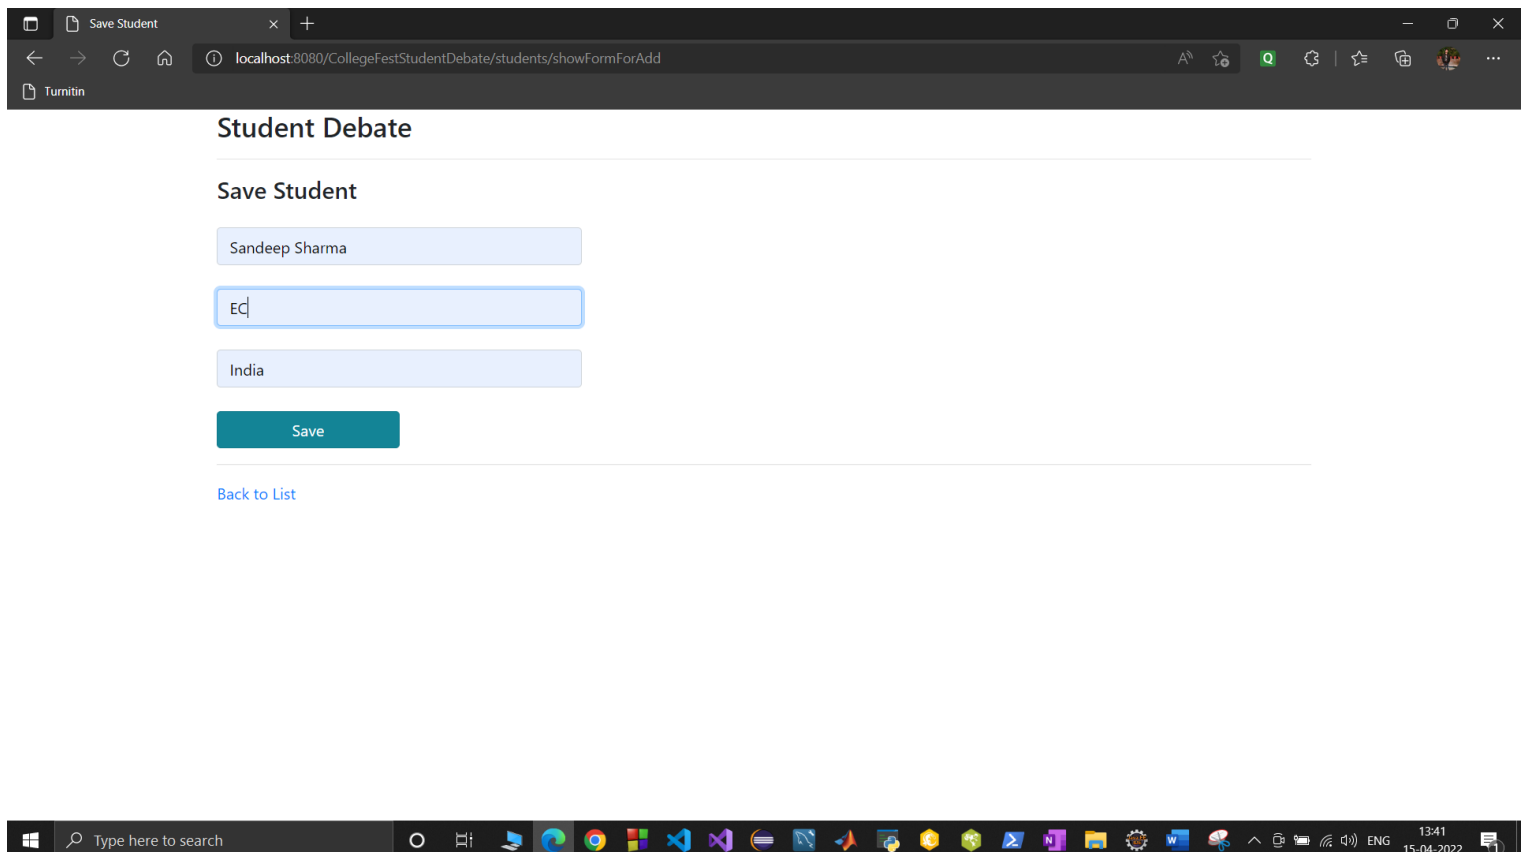 Save Student
localhost:8080/CollegeFestStudentDebate/students/showFormForAdd
Turnitin
Student Debate
Save Student
Sandeep Sharma
EC
India
Save
Back to List
Type here to search
ENG
13:41
15-04-2022